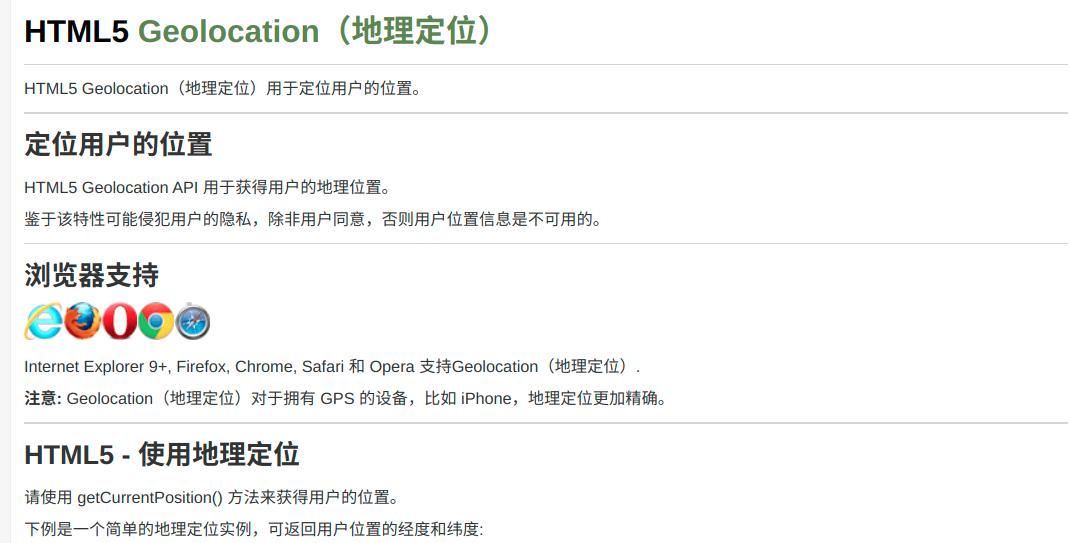 HTML5 Geolocation（地理定位）
HTML5 Geolocation（地理定位）用于定位用户的位置。
定位用户的位置
HTML5 Geolocation API 用于获得用户的地理位置。
鉴于该特性可能侵犯用户的隐私，除非用户同意，否则用户位置信息是不可用的。
浏览器支持
Internet Explorer 9+, Firefox, Chrome, Safari 和 Opera 支持Geolocation（地理定位）.
注意: Geolocation（地理定位）对于拥有 GPS 的设备，比如 iPhone，地理定位更加精确。
HTML5 - 使用地理定位
请使用 getCurrentPosition() 方法来获得用户的位置。
下例是一个简单的地理定位实例，可返回用户位置的经度和纬度: